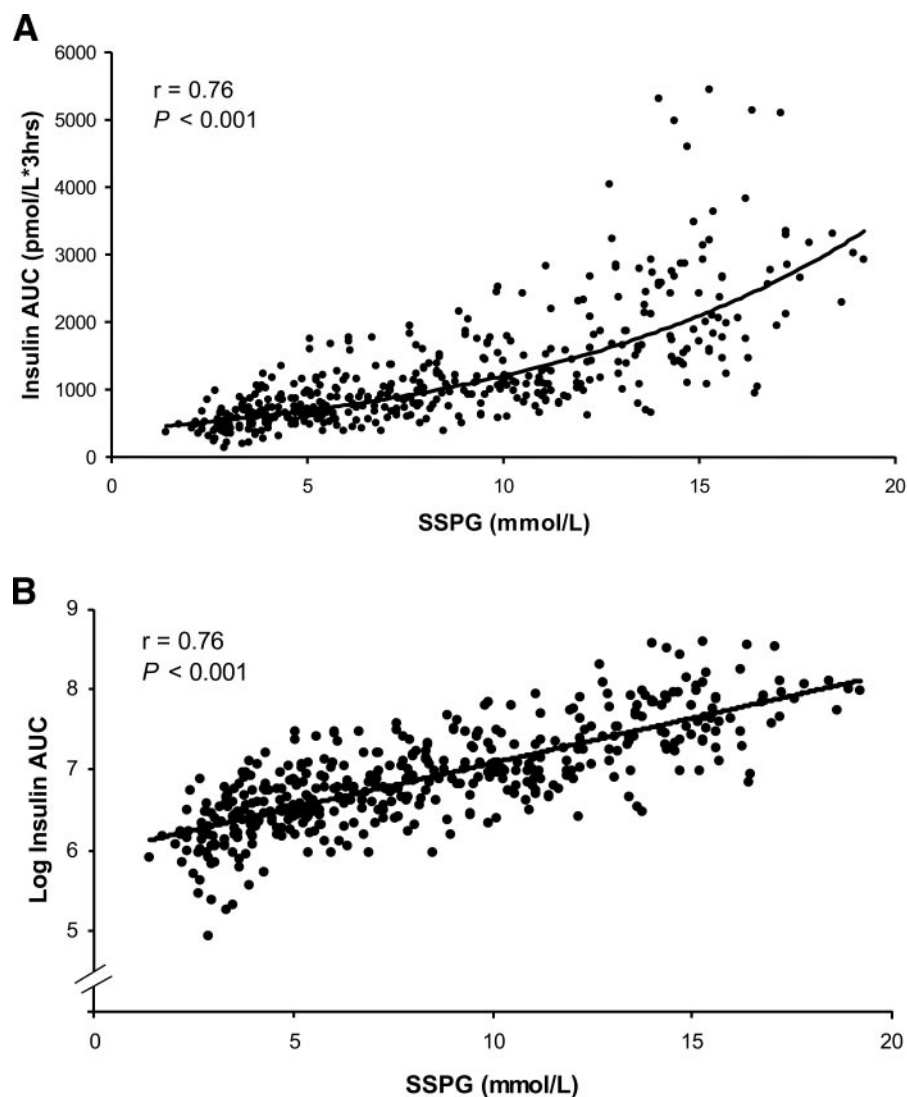 A
6000
5000
4000
3000
2000
1000
0
Insulin AUC (pmol/L*3hrs)
r = 0.76
P < 0.001
0 5 10 15 20
SSPG (mmol/L)
B
9
8
7
6
5
Log Insulin AUC
r = 0.76
P < 0.001
0 5 10 15 20
SSPG (mmol/L)